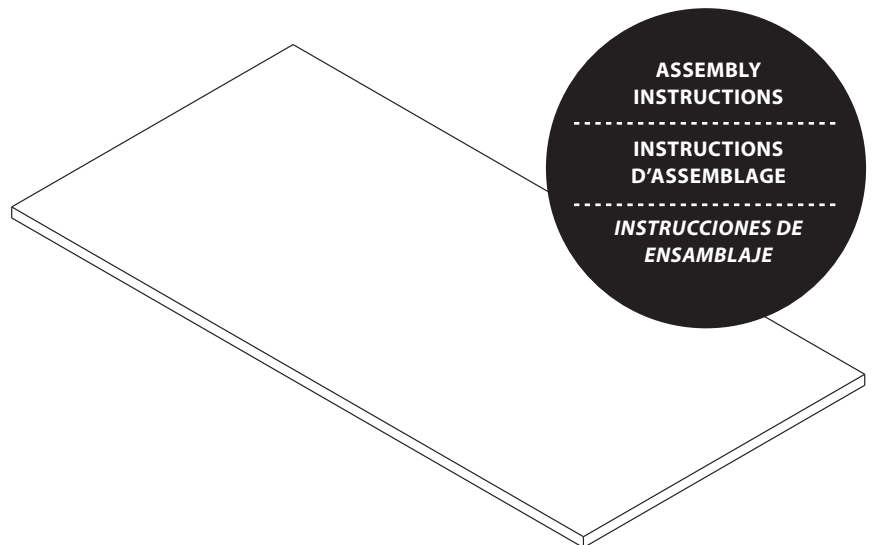 ASSEMBLY
INSTRUCTIONS
INSTRUCTIONS
D’ASSEMBLAGE
INSTRUCCIONES DE
ENSAMBLAJE